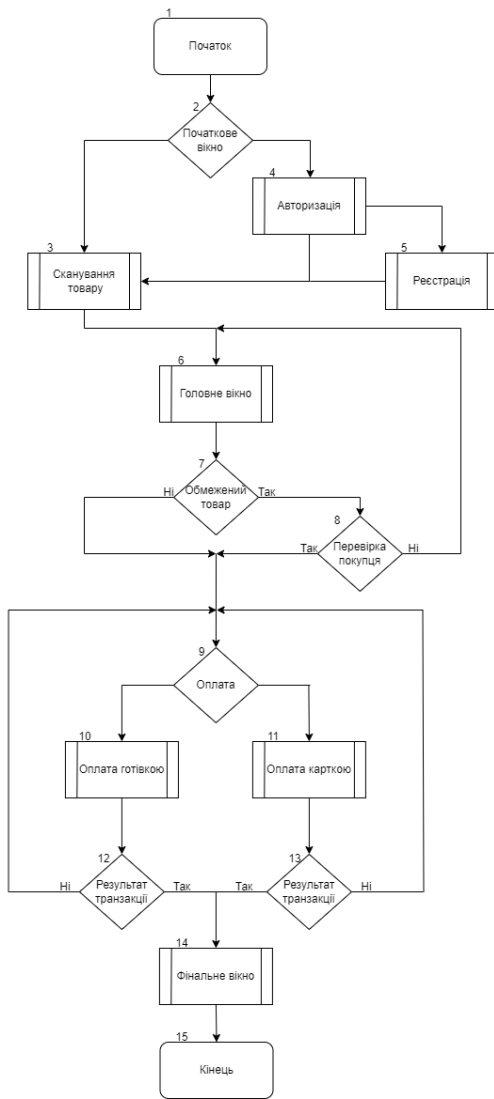 1
Початок
2
Початкове
вікно
4
Авторизація
3
Сканування
товару
5
Реєстрація
6
Головне вікно
7
Ні
Обмежений
товар
Так
8
Так
Перевірка
покупця
Ні
9
Оплата
10
Оплата готівкою
11
Оплата карткою
12
Ні
Результат
транзакції
Так
13
Так
Результат
транзакції
Ні
14
Фінальне вікно
15
Кінець